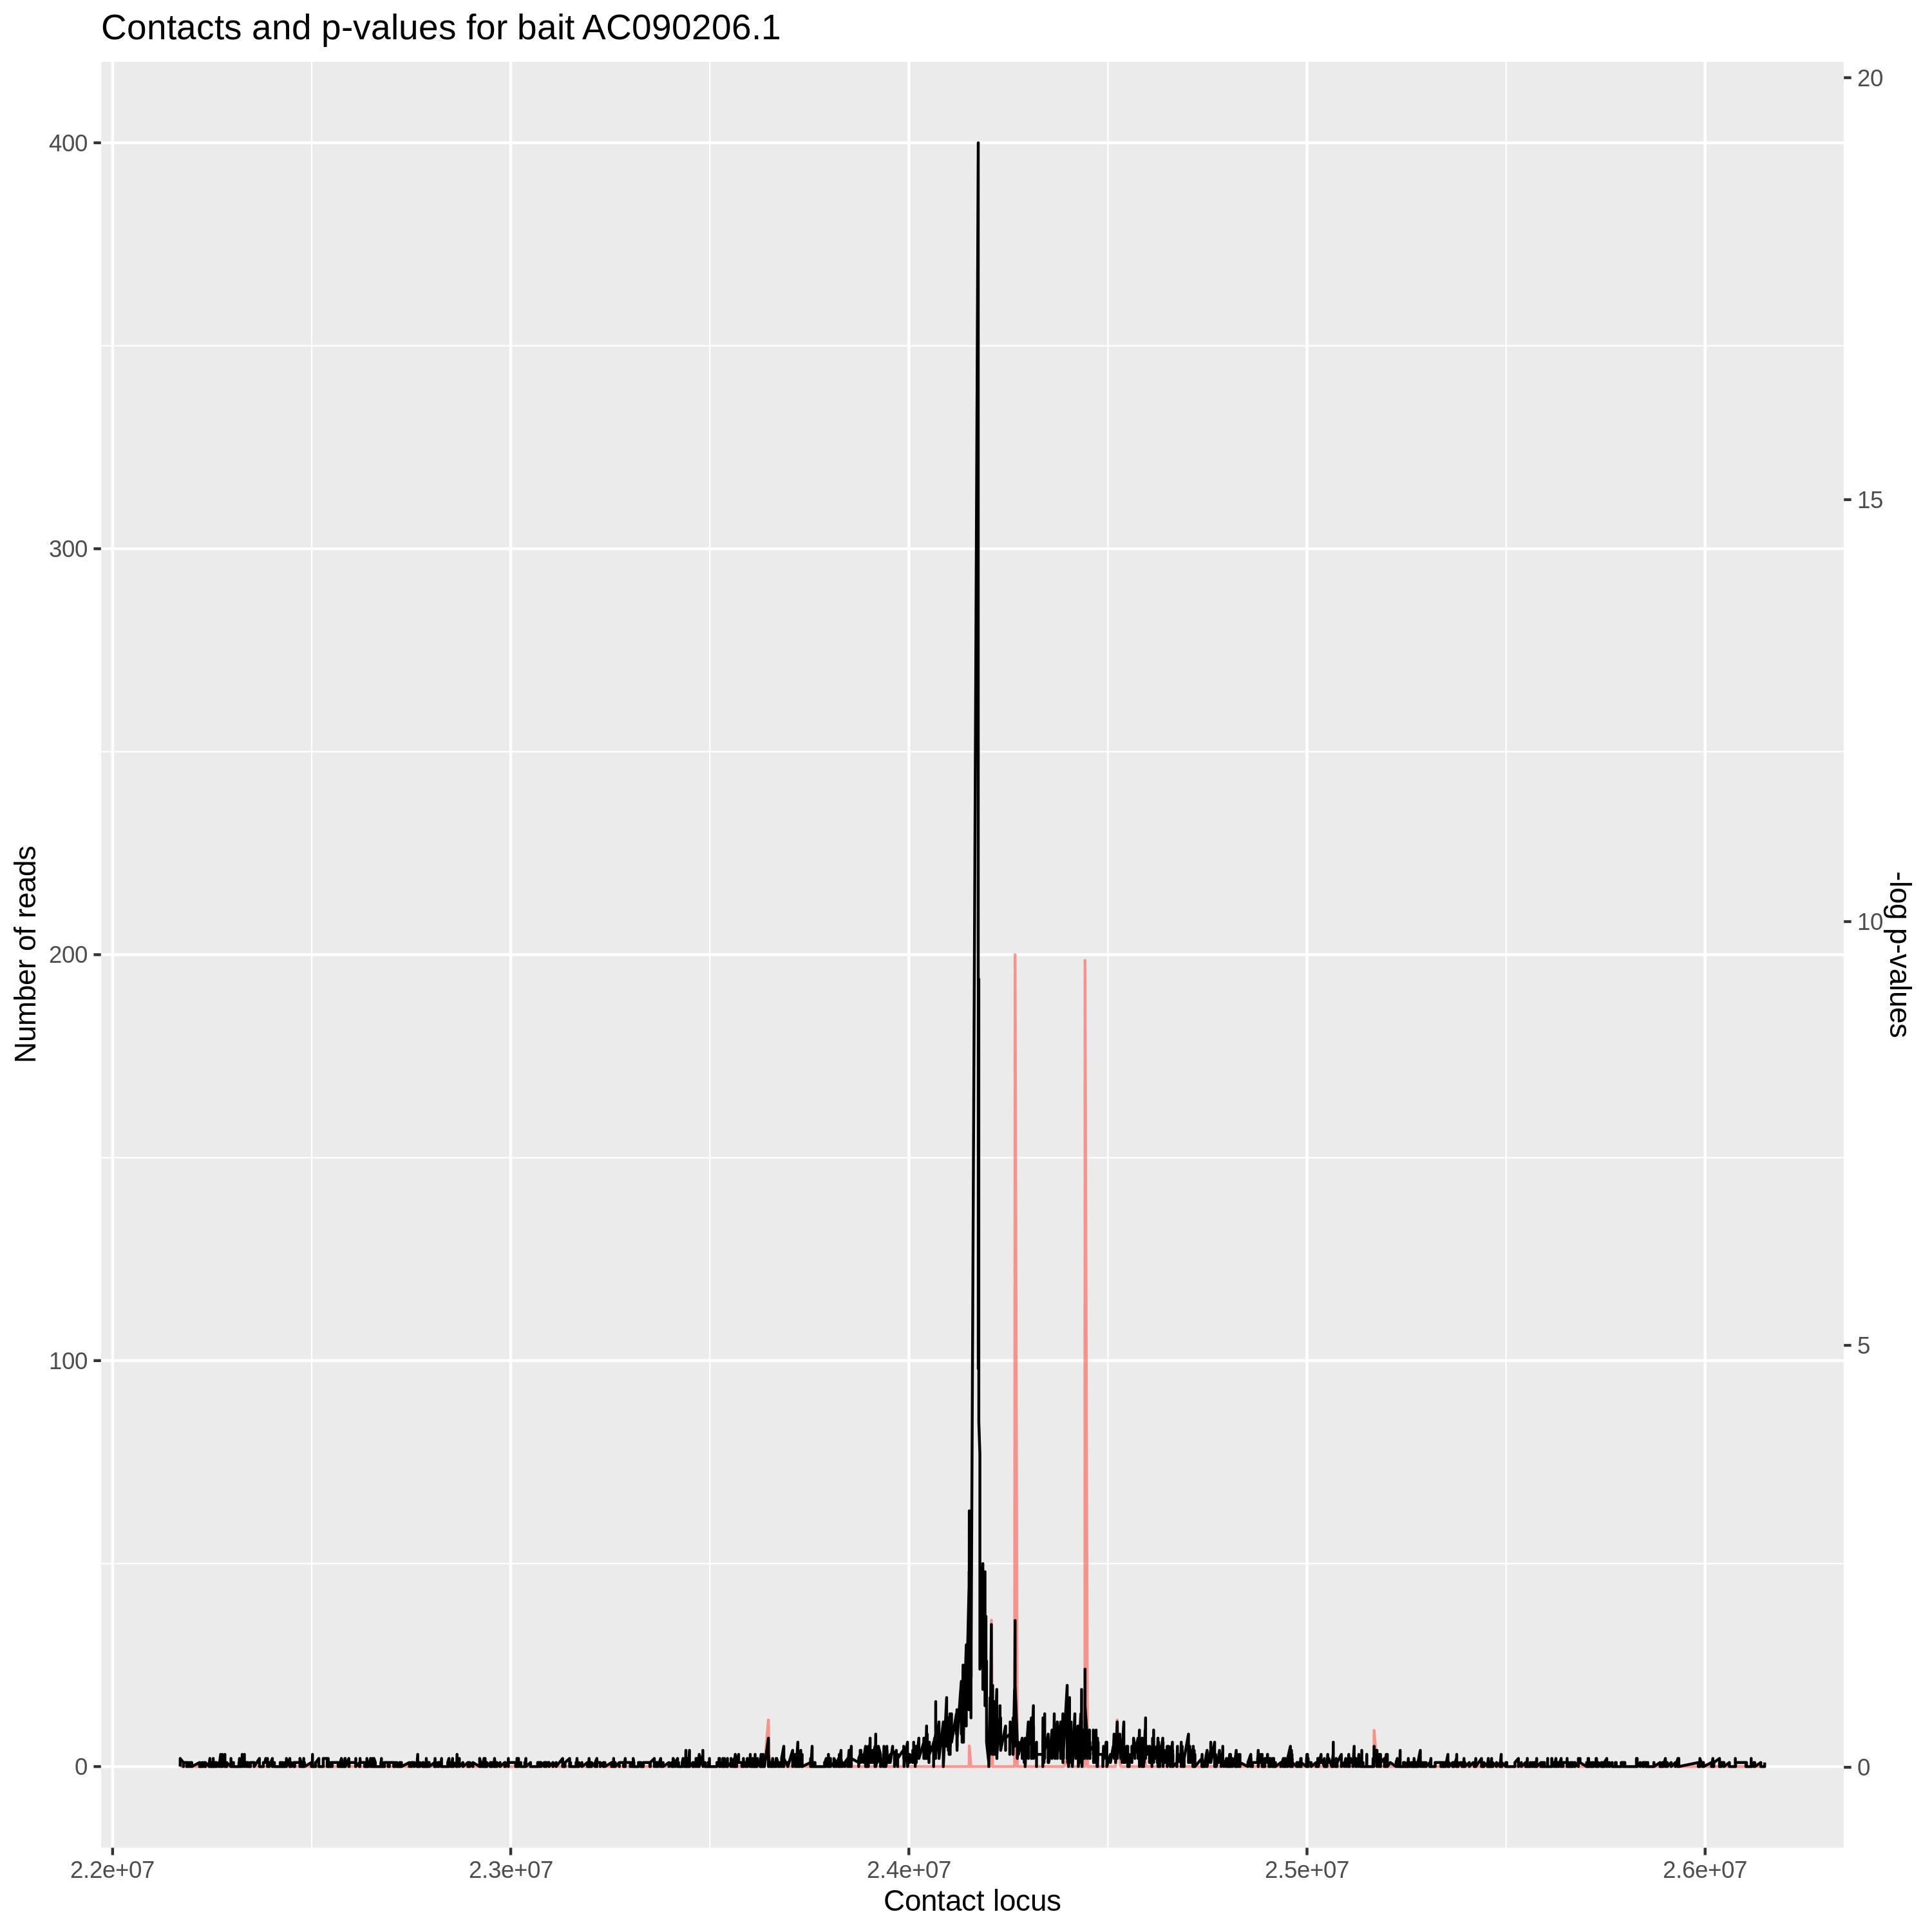 Contacts and p-values for bait AC090206.1
Number of reads
400
300
200
100
0
20
15
10
5
0
-log p-values
2.2e+07 2.3e+07 2.4e+07 2.5e+07 2.6e+07
Contact locus